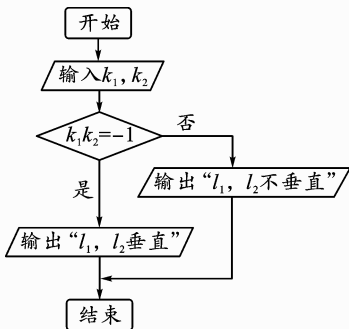 开始
输入k₁,k₂
k₁k₂=-1
否
是
输出“l₁, l₂不垂直”
输出“l₁, l₂垂直”
结束